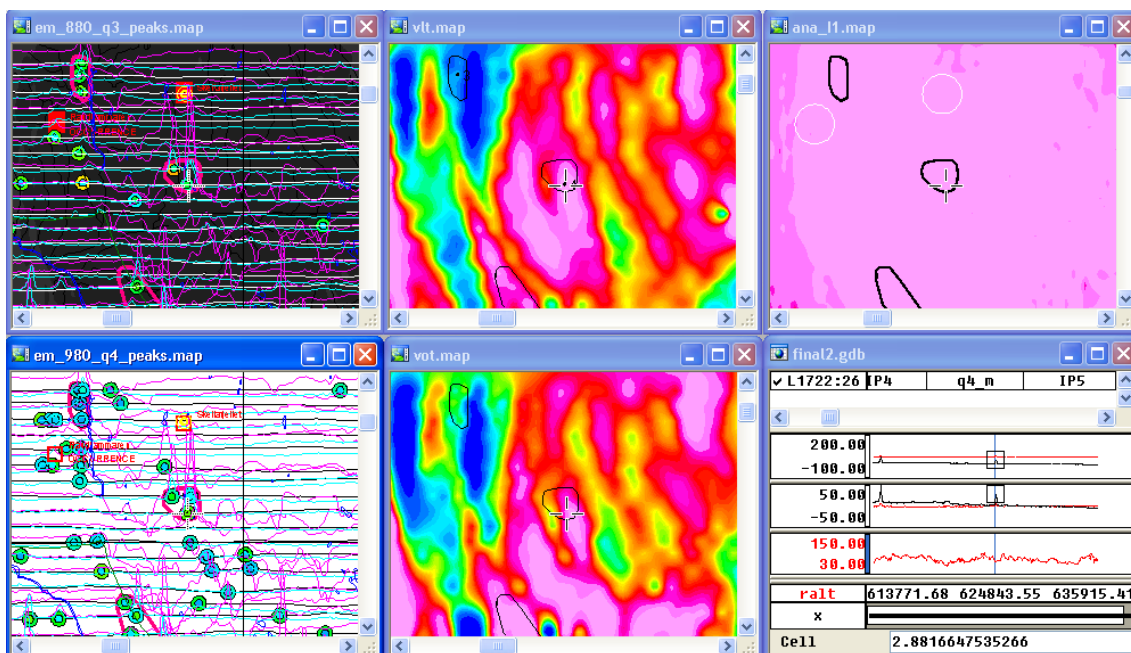 em_880_q3_peaks.map
vlt.map
ana_l1.map
Skellanjellet
OCCURRENCE
em_980_q4_peaks.map
vot.map
final2.gdb
L1722:26 IP4 q4_m IP5
200.00
-100.00
50.00
-50.00
150.00
30.00
ralt 613771.68 624843.55 635915.41
x
Cell 2.8816647535266